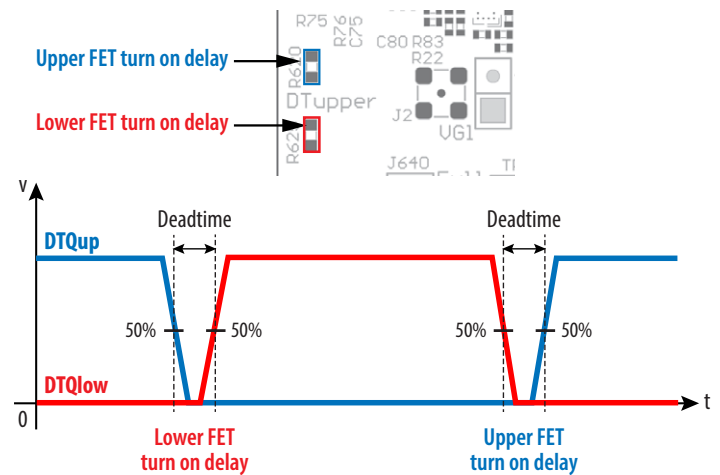 R75
R76
C75
C80 R83
R22
Upper FET turn on delay
R620
DTupper
Lower FET turn on delay
J2
VG1
J640
v
Deadtime
Deadtime
DTQup
50%
50%
50%
50%
DTQlow
0
t
Lower FET
turn on delay
Upper FET
turn on delay